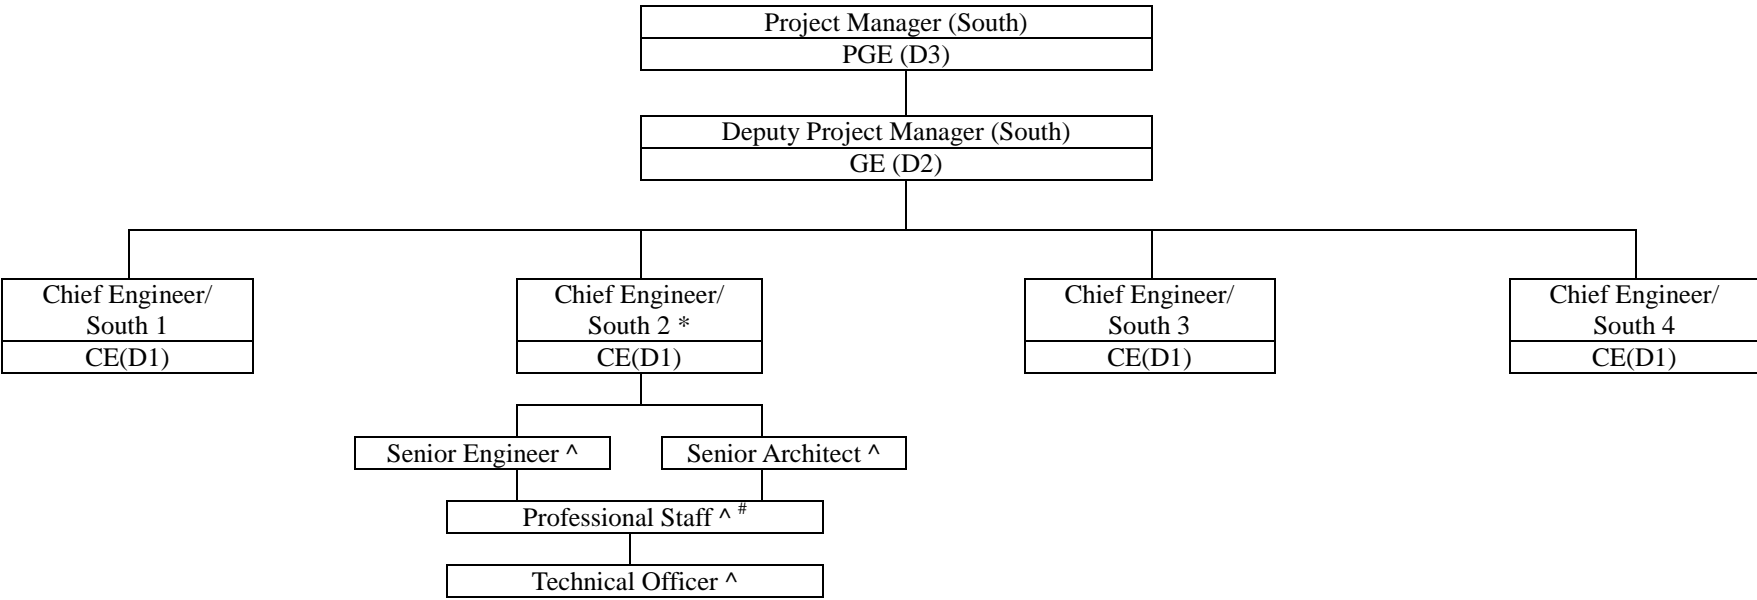 Project Manager (South)
PGE (D3)
Deputy Project Manager (South)
GE (D2)
Chief Engineer/
South 1
CE(D1)
Chief Engineer/
South 2 *
CE(D1)
Chief Engineer/
South 3
CE(D1)
Chief Engineer/
South 4
CE(D1)
Senior Engineer ^
Senior Architect ^
Professional Staff ^ #
Technical Officer ^